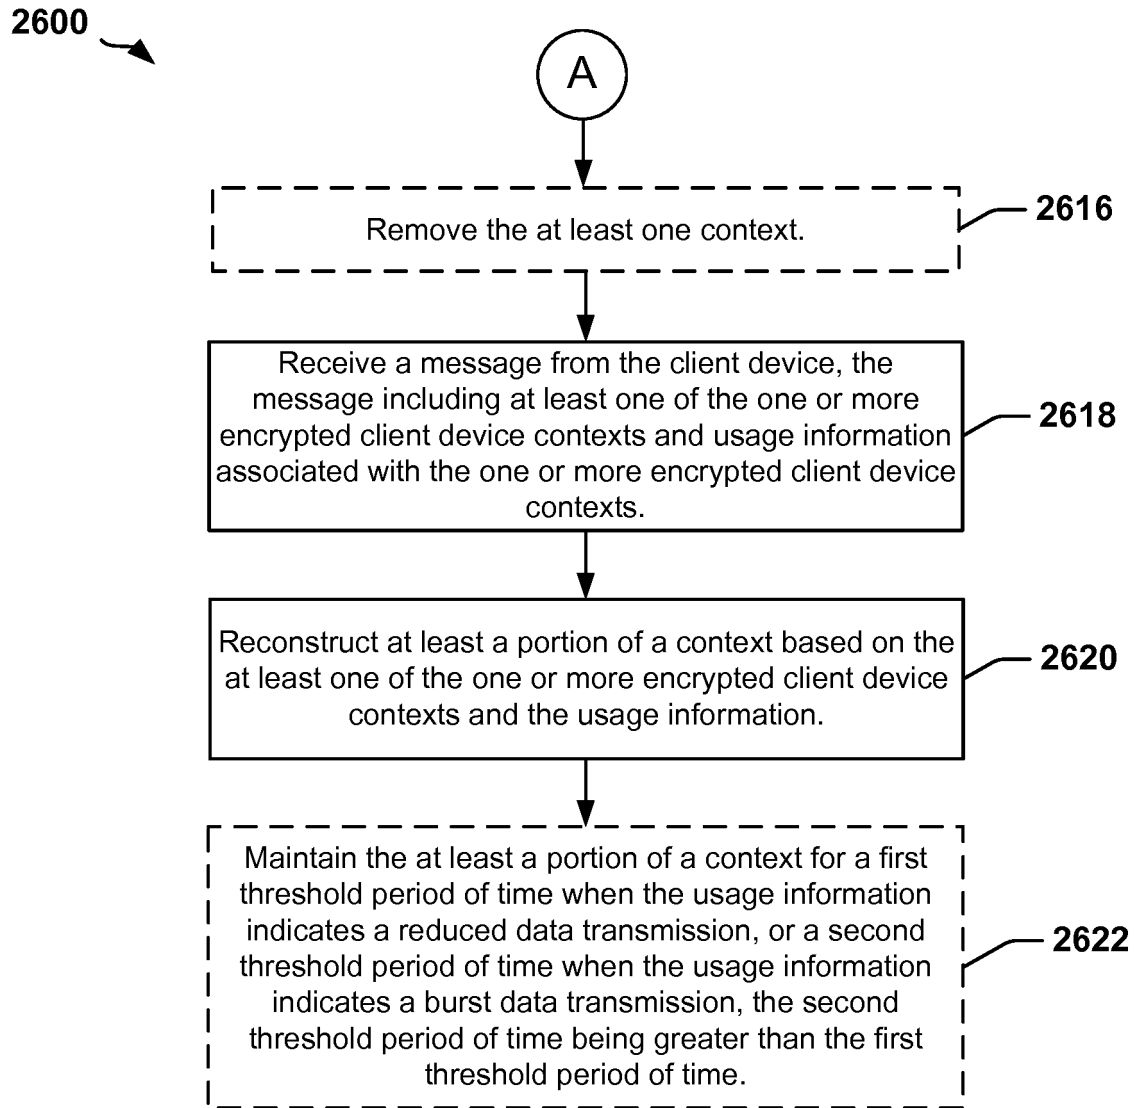 2600
A
Remove the at least one context.
2616
Receive a message from the client device, the
message including at least one of the one or more
encrypted client device contexts and usage information
associated with the one or more encrypted client device
contexts.
2618
Reconstruct at least a portion of a context based on the
at least one of the one or more encrypted client device
contexts and the usage information.
2620
Maintain the at least a portion of a context for a first
threshold period of time when the usage information
indicates a reduced data transmission, or a second
threshold period of time when the usage information
indicates a burst data transmission, the second
threshold period of time being greater than the first
threshold period of time.
2622